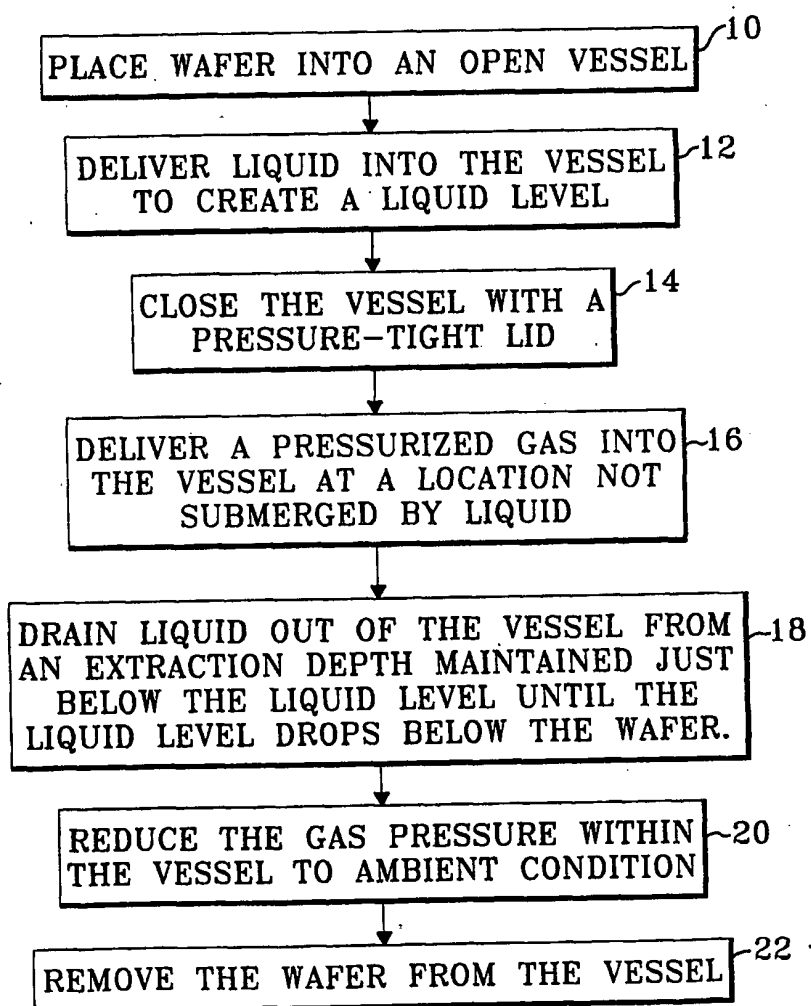 10
PLACE WAFER INTO AN OPEN VESSEL
12
DELIVER LIQUID INTO THE VESSEL
TO CREATE A LIQUID LEVEL
14
CLOSE THE VESSEL WITH A
PRESSURE-TIGHT LID
16
DELIVER A PRESSURIZED GAS INTO
THE VESSEL AT A LOCATION NOT
SUBMERGED BY LIQUID
18
DRAIN LIQUID OUT OF THE VESSEL FROM
AN EXTRACTION DEPTH MAINTAINED JUST
BELOW THE LIQUID LEVEL UNTIL THE
LIQUID LEVEL DROPS BELOW THE WAFER.
20
REDUCE THE GAS PRESSURE WITHIN
THE VESSEL TO AMBIENT CONDITION
22
REMOVE THE WAFER FROM THE VESSEL